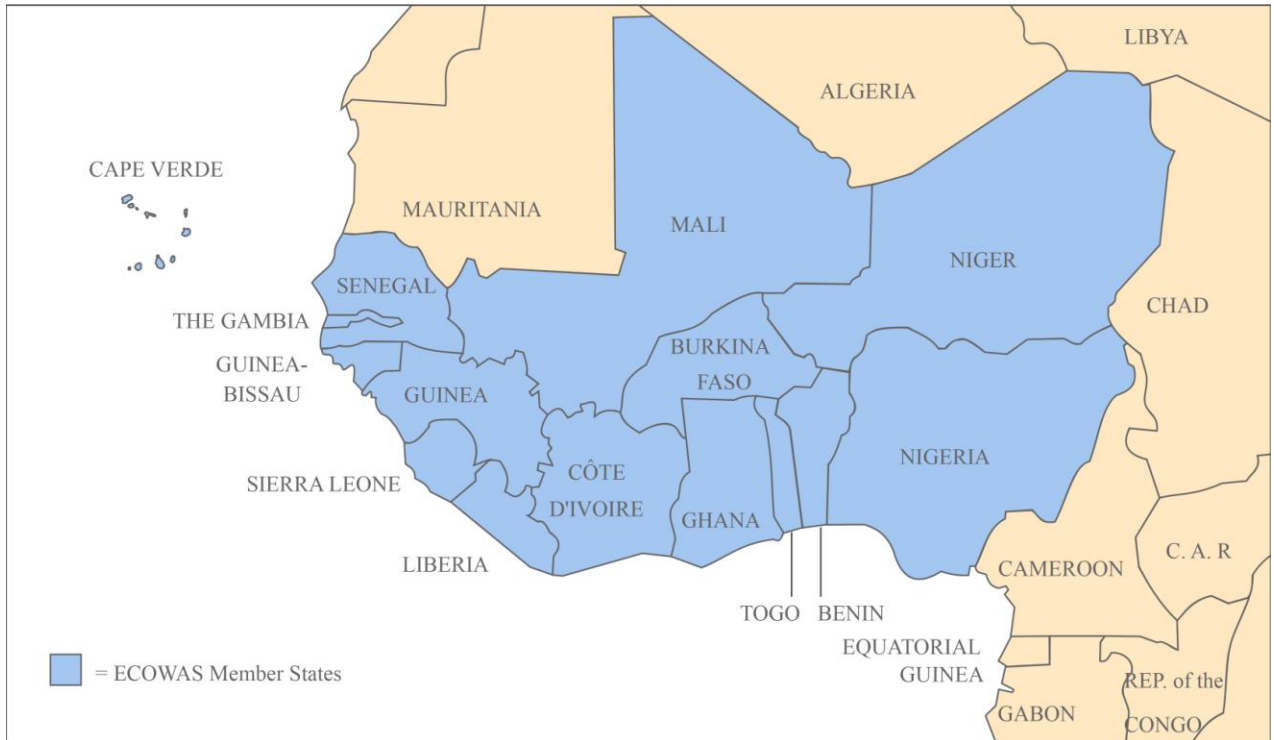 LIBYA
ALGERIA
CAPE VERDE
MAURITANIA
MALI
NIGER
SENEGAL
CHAD
THE GAMBIA
BURKINA
FASO
GUINEA-
BISSAU
GUINEA
NIGERIA
CÔTE
D'IVOIRE
SIERRA LEONE
GHANA
C. A. R
LIBERIA
CAMEROON
TOGO
BENIN
EQUATORIAL
GUINEA
= ECOWAS Member States
REP. of the
CONGO
GABON